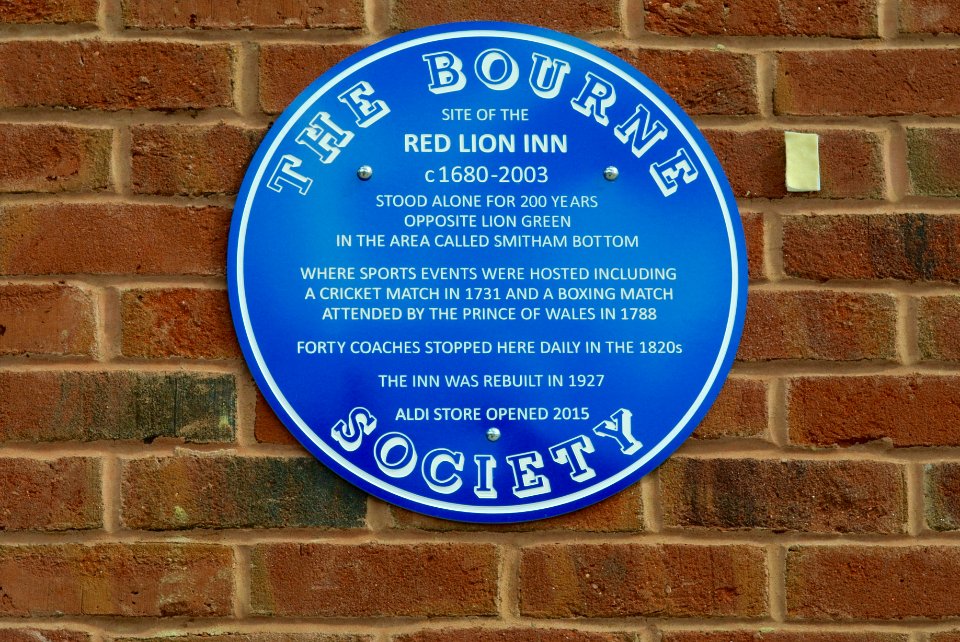 THE BOURNE
SITE OF THE
RED LION INN
c1680-2003
STOOD ALONE FOR 200 YEARS
OPPOSITE LION GREEN
IN THE AREA CALLED SMITHAM BOTTOM
WHERE SPORTS EVENTS WERE HOSTED INCLUDING
A CRICKET MATCH IN 1731 AND A BOXING MATCH
ATTENDED BY THE PRINCE OF WALES IN 1788
FORTY COACHES STOPPED HERE DAILY IN THE 1820s
THE INN WAS REBUILT IN 1927
ALDI STORE OPENED 2015
SOCIETY